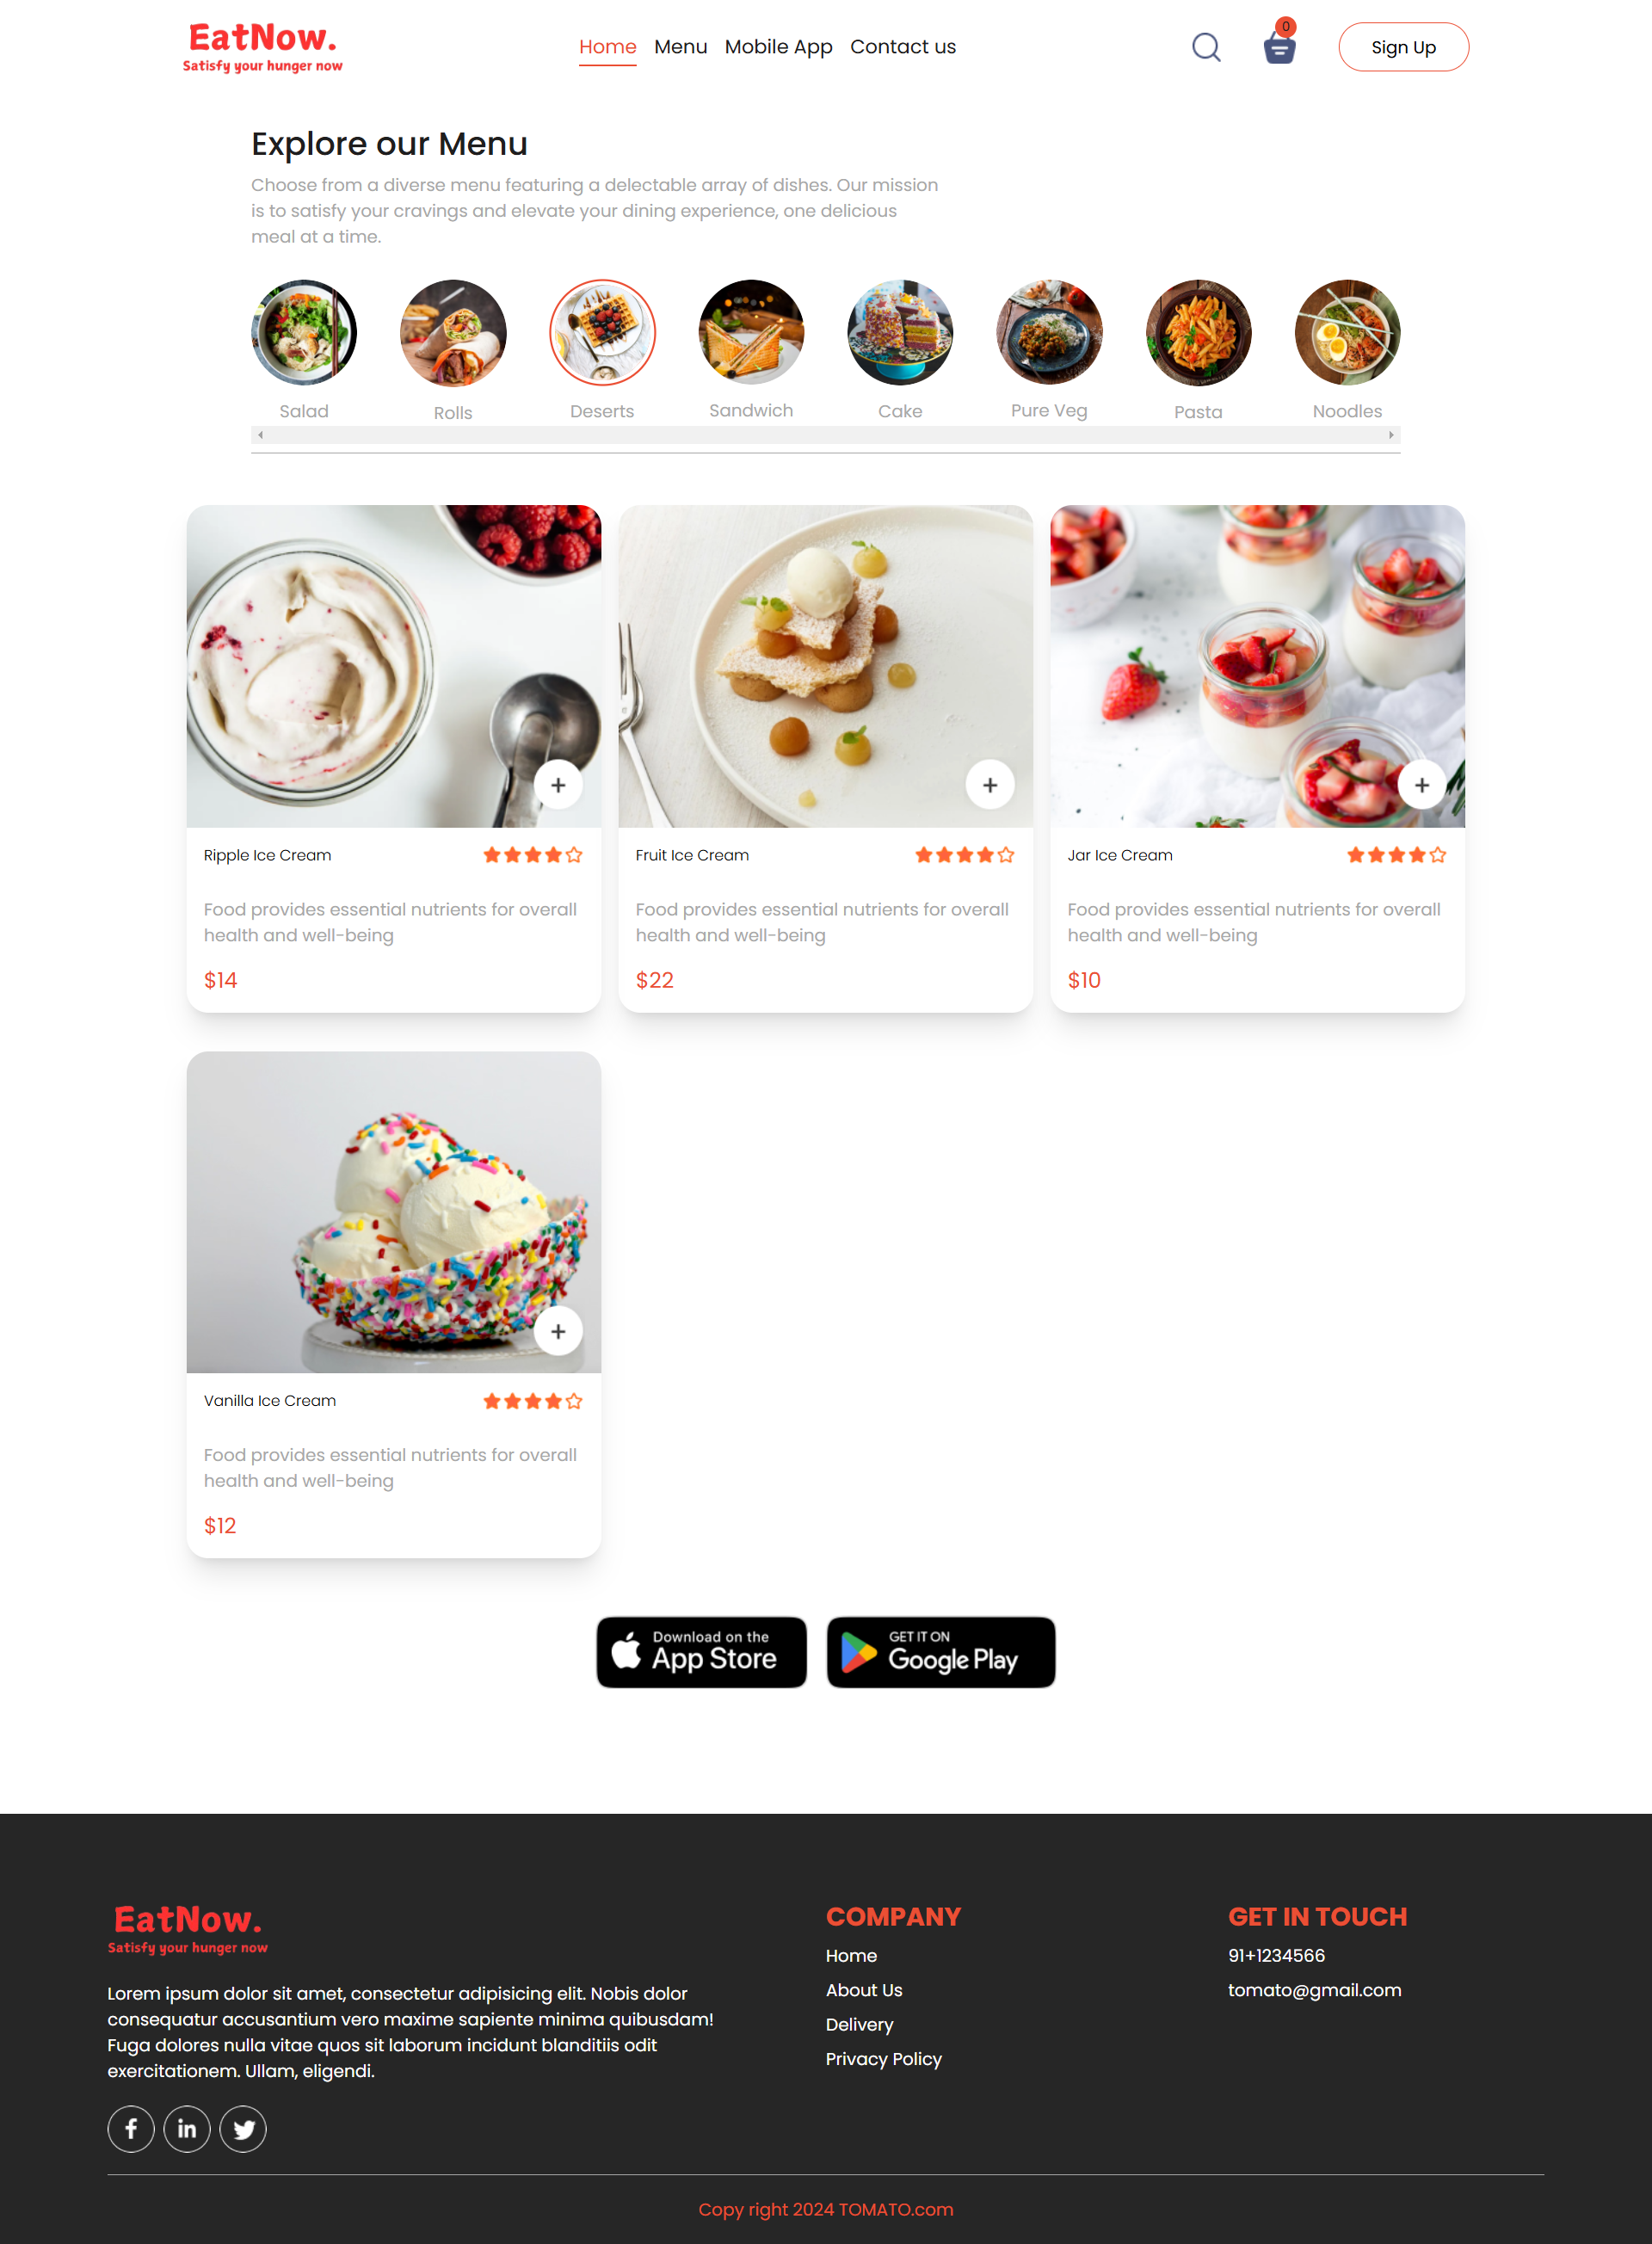 EatNow.
Satisfy your hunger now
Home Menu Mobile App Contact us
0
Sign Up
Explore our Menu
Choose from a diverse menu featuring a delectable array of dishes. Our mission
is to satisfy your cravings and elevate your dining experience, one delicious
meal at a time.
Salad Rolls Deserts Sandwich Cake Pure Veg Pasta Noodles
Ripple Ice Cream
Food provides essential nutrients for overall
health and well-being
$14
Fruit Ice Cream
Food provides essential nutrients for overall
health and well-being
$22
Jar Ice Cream
Food provides essential nutrients for overall
health and well-being
$10
Vanilla Ice Cream
Food provides essential nutrients for overall
health and well-being
$12
Download on the
App Store
GET IT ON
Google Play
EatNow.
Satisfy your hunger now
Lorem ipsum dolor sit amet, consectetur adipisicing elit. Nobis dolor
consequatur accusantium vero maxime sapiente minima quibusdam!
Fuga dolores nulla vitae quos sit laborum incidunt blanditiis odit
exercitationem. Ullam, eligendi.
COMPANY
Home
About Us
Delivery
Privacy Policy
GET IN TOUCH
91+1234566
tomato@gmail.com
Copy right 2024 TOMATO.com